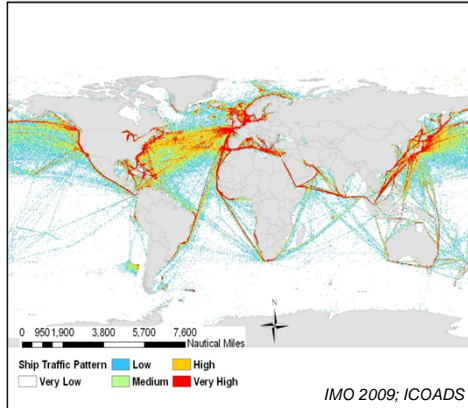 N
0 950 1,900 3,800 5,700 7,600
Nautical Miles
Ship Traffic Pattern Low High
Very Low Medium Very High
IMO 2009; ICOADS